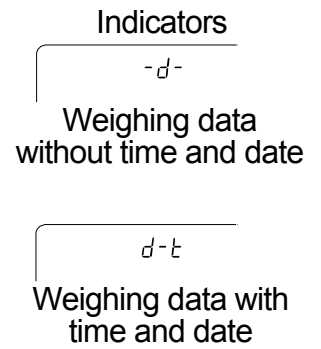 Indicators
-d-
Weighing data
without time and date
d-t
Weighing data with
time and date